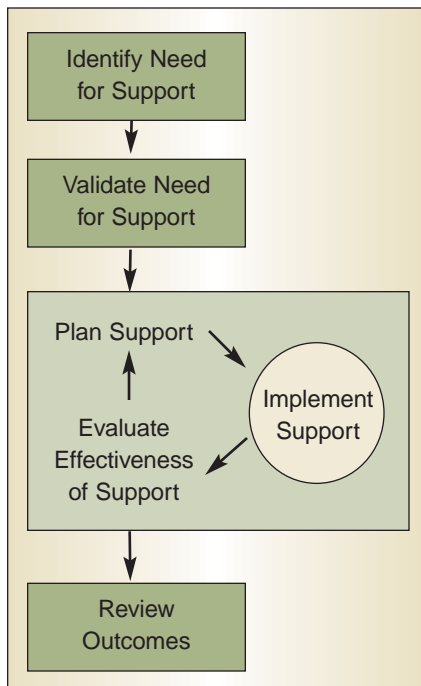 Identify Need
for Support
Validate Need
for Support
Plan Support
Implement
Support
Evaluate
Effectiveness
of Support
Review
Outcomes